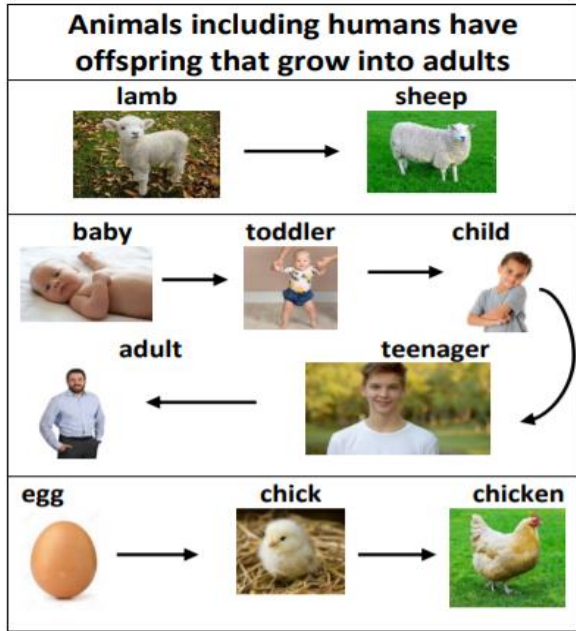 Animals including humans have
offspring that grow into adults
lamb sheep
baby toddler child
adult teenager
egg chick chicken